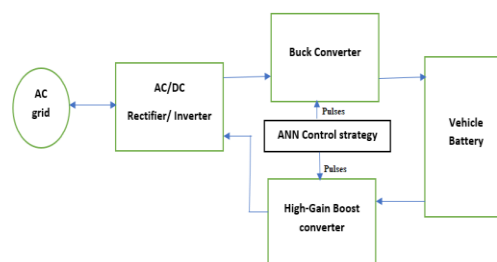 Buck Converter
AC
grid
AC/DC
Rectifier/ Inverter
Pulses
ANN Control strategy
Pulses
Vehicle
Battery
High-Gain Boost
converter